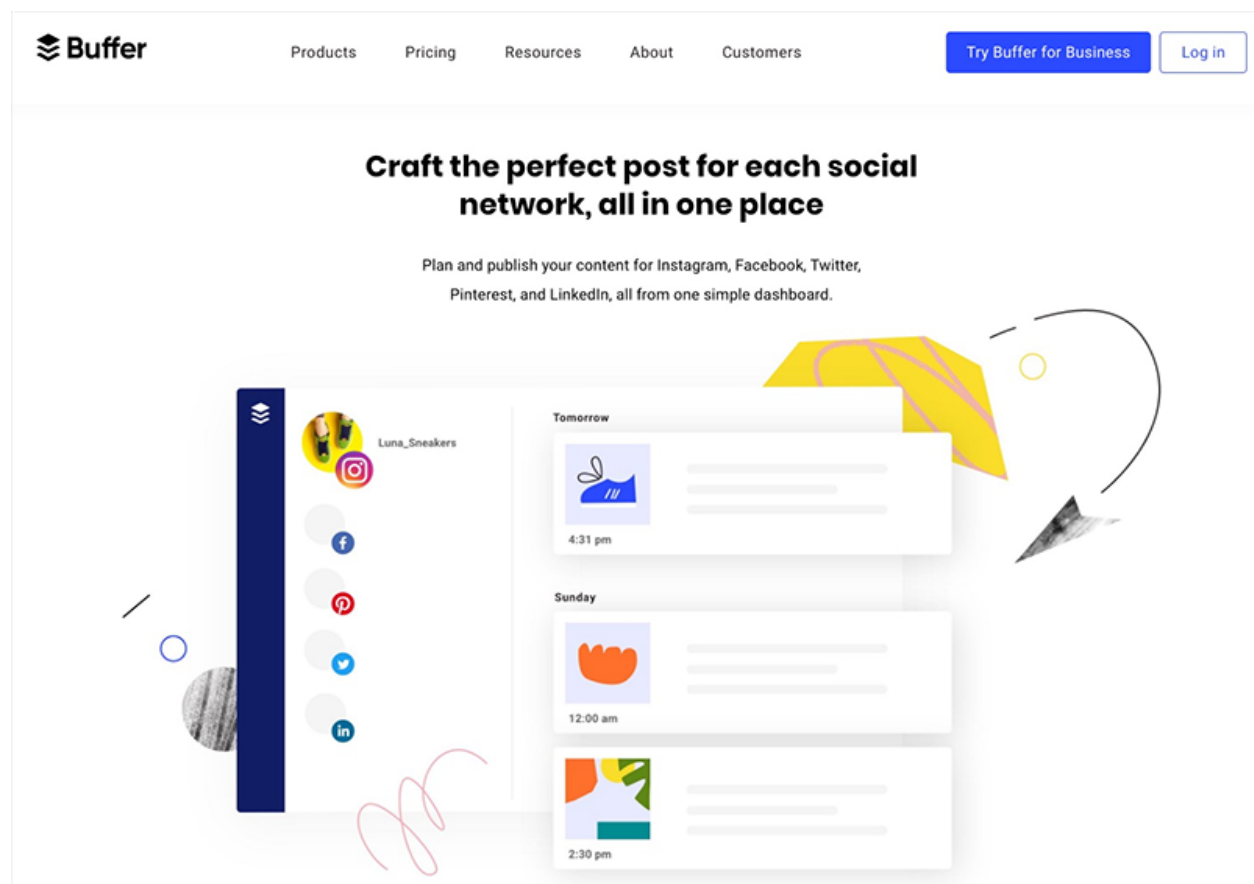 Buffer
Products Pricing Resources About Customers
Try Buffer for Business
Log in
Craft the perfect post for each social
network, all in one place
Plan and publish your content for Instagram, Facebook, Twitter,
Pinterest, and LinkedIn, all from one simple dashboard.
Luna_Sneakers
f
in
Tomorrow
4:31 pm
Sunday
12:00 am
2:30 pm